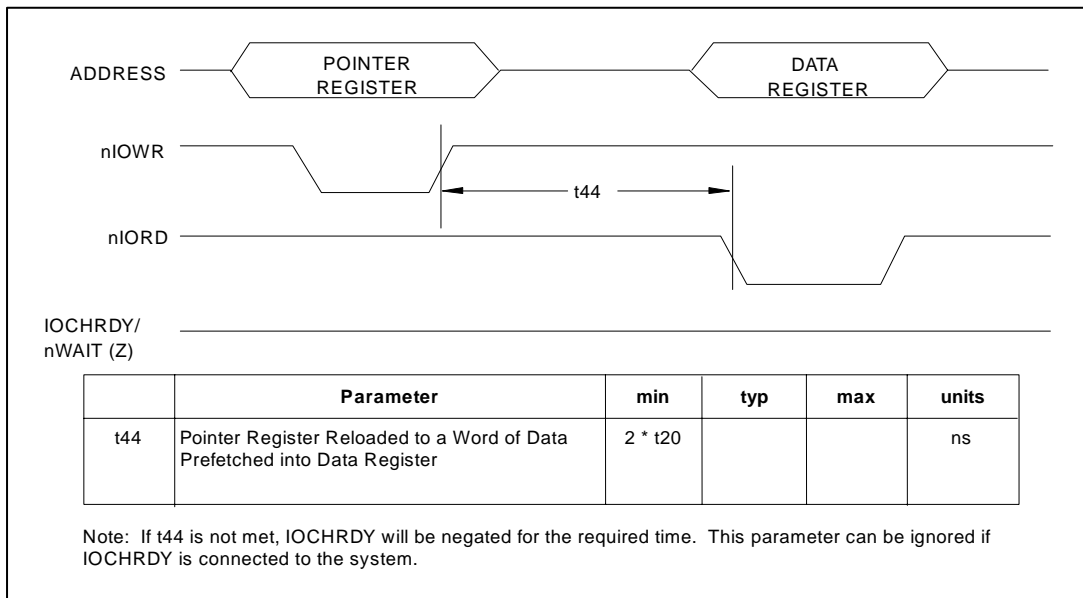 ADDRESS
POINTER
REGISTER
DATA
REGISTER
nIOWR
t44
nIORD
IOCHRDY/
nWAIT (Z)
Parameter min typ max units
t44 Pointer Register Reloaded to a Word of Data 2 * t20 ns
Prefetched into Data Register
Note: If t44 is not met, IOCHRDY will be negated for the required time. This parameter can be ignored if
IOCHRDY is connected to the system.